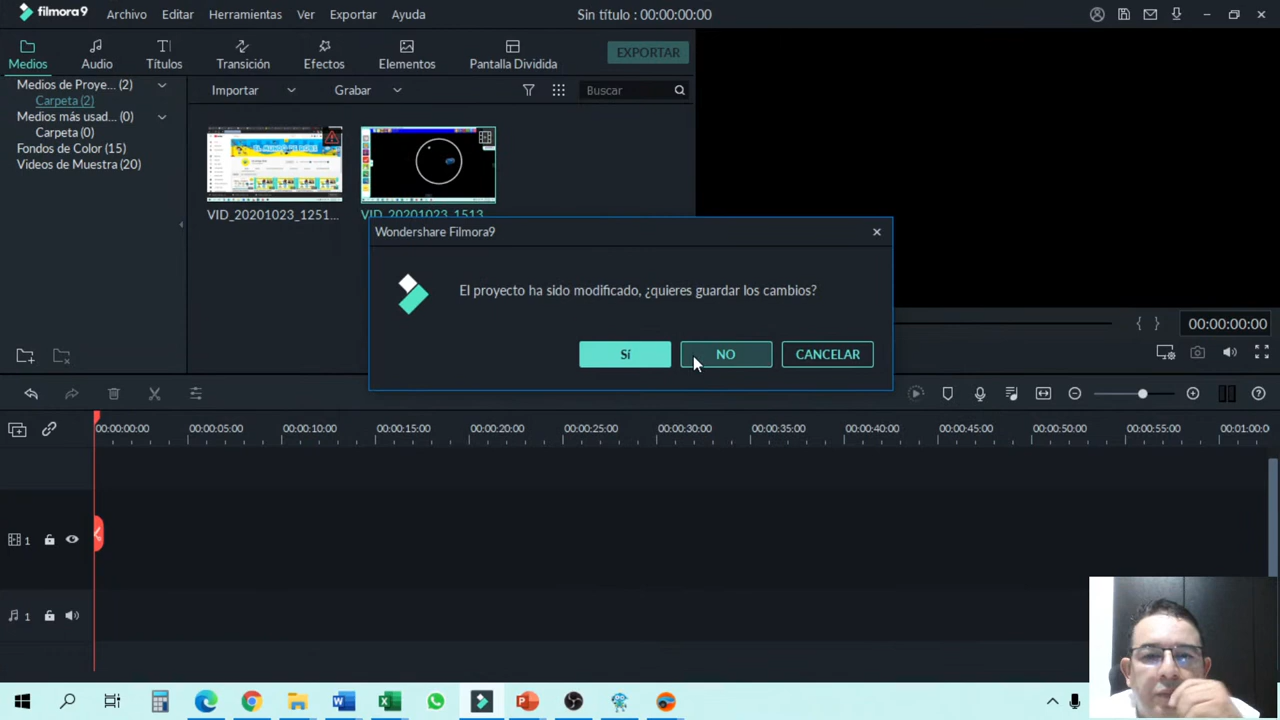 filmora9
Archivo Editar Herramientas Ver Exportar Ayuda
Sin título : 00:00:00:00
Medios Audio Títulos Transición Efectos Elementos Pantalla Dividida
EXPORTAR
Medios de Proye... (2)
Carpeta (2)
Medios más usad... (0)
Carpeta (0)
Fondos de Color (15)
Videos de Muestra (20)
Importar Grabar Buscar
VID_20201023_1251... VID_20201023_1513
Wondershare Filmora9
El proyecto ha sido modificado, ¿quieres guardar los cambios?
Sí NO CANCELAR
00:00:00:00
00:00:00:00 00:00:05:00 00:00:10:00 00:00:15:00 00:00:20:00 00:00:25:00 00:00:30:00 00:00:35:00 00:00:40:00 00:00:45:00 00:00:50:00 00:00:55:00 00:01:00:0
1
1